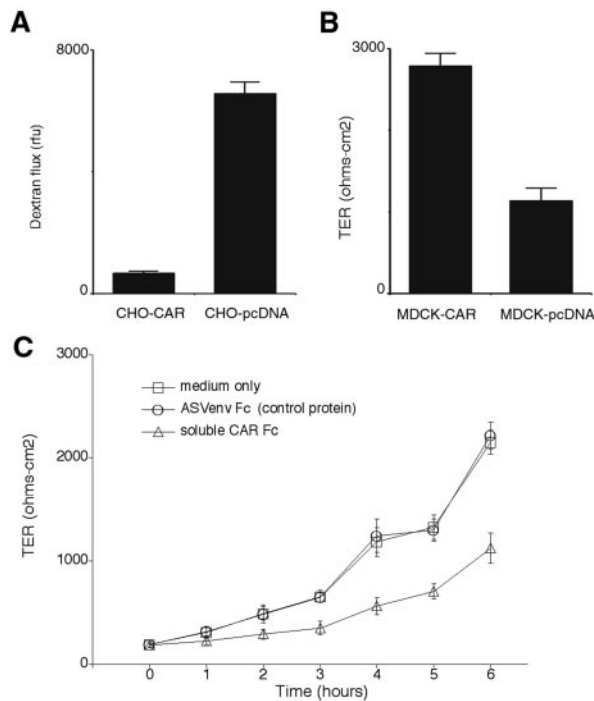 A
8000
Dextran flux (rfu)
0
CHO-CAR
CHO-pcDNA
B
3000
TER (ohms-cm2)
0
MDCK-CAR
MDCK-pcDNA
C
3000
2000
1000
0
TER (ohms-cm2)
medium only
ASVenv Fc (control protein)
soluble CAR Fc
0 1 2 3 4 5 6
Time (hours)